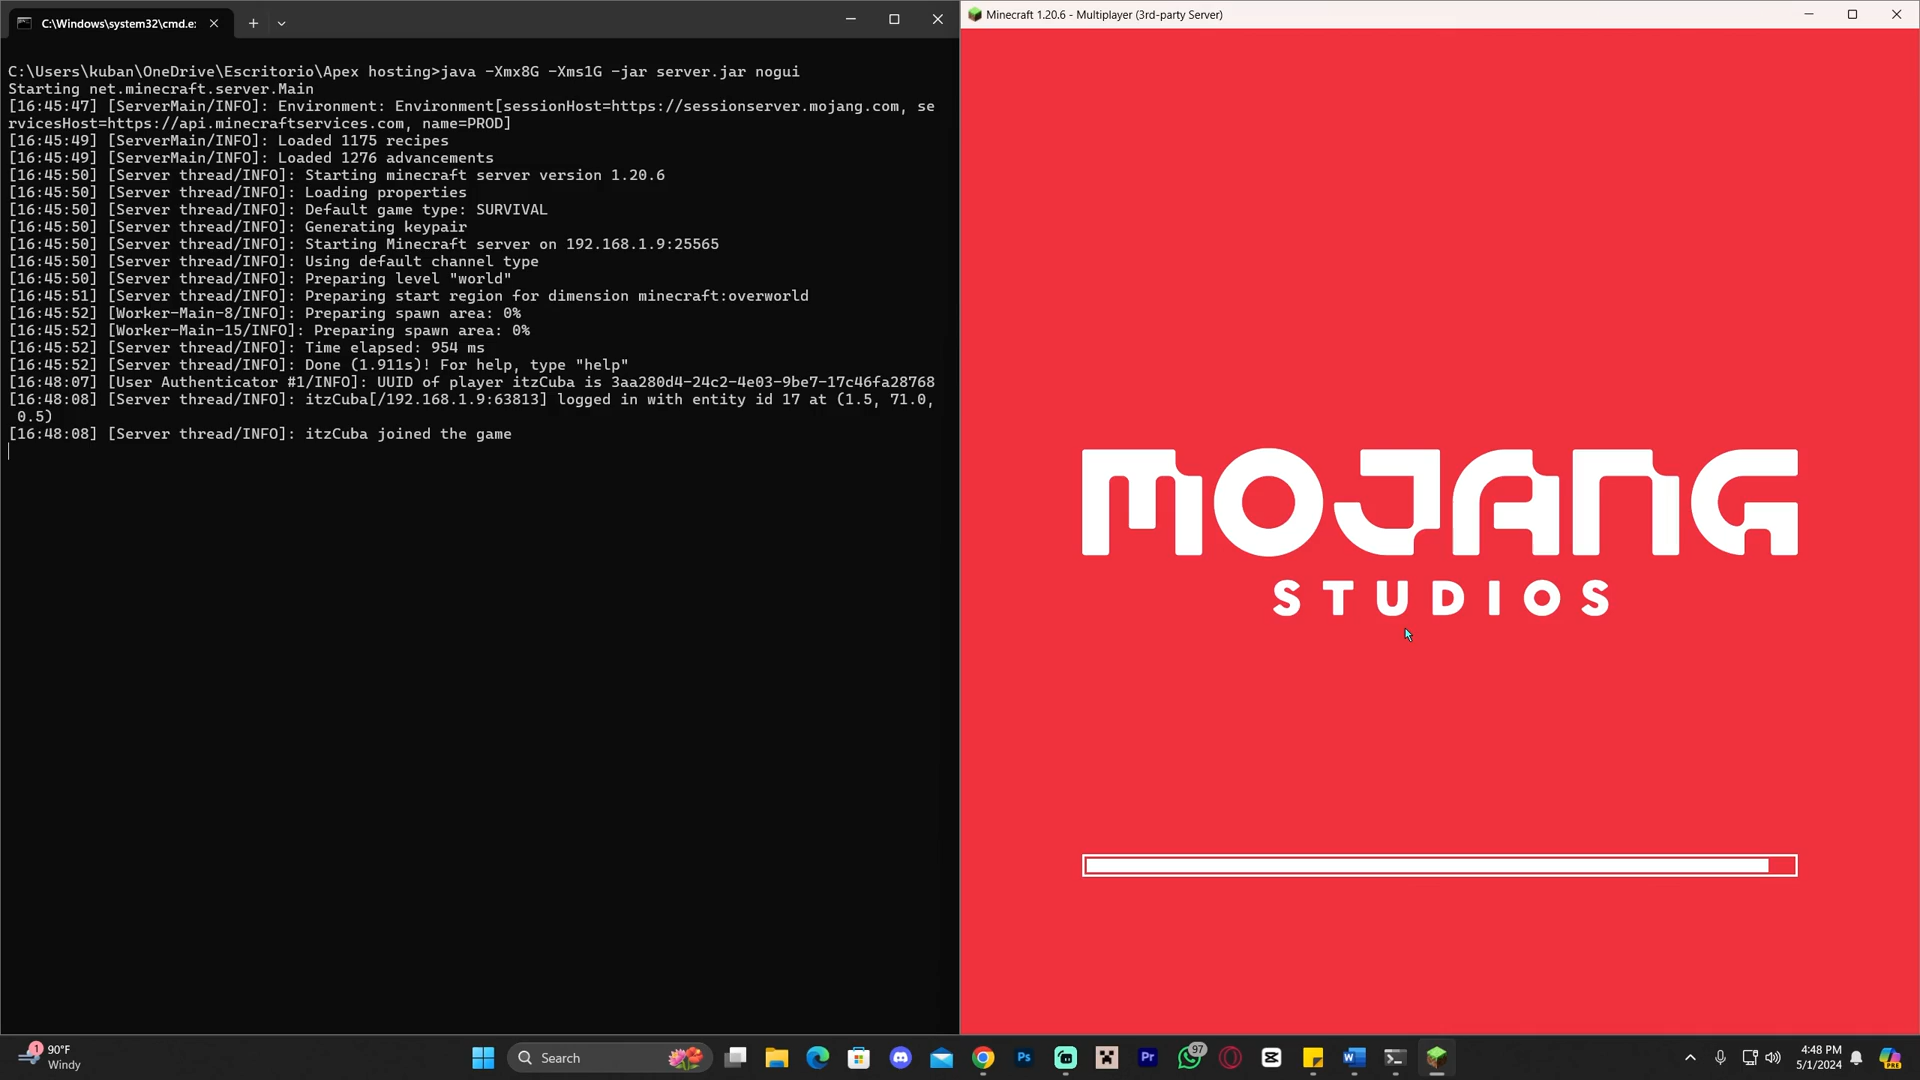 C:\Windows\system32\cmd.e:
C:\Users\kuban\OneDrive\Escritorio\Apex hosting>java -Xmx8G -Xms1G -jar server.jar nogui
Starting net.minecraft.server.Main
[16:45:47] [ServerMain/INFO]: Environment: Environment[sessionHost=https://sessionserver.mojang.com, se
rvicesHost=https://api.minecraftservices.com, name=PROD]
[16:45:49] [ServerMain/INFO]: Loaded 1175 recipes
[16:45:49] [ServerMain/INFO]: Loaded 1276 advancements
[16:45:50] [Server thread/INFO]: Starting minecraft server version 1.20.6
[16:45:50] [Server thread/INFO]: Loading properties
[16:45:50] [Server thread/INFO]: Default game type: SURVIVAL
[16:45:50] [Server thread/INFO]: Generating keypair
[16:45:50] [Server thread/INFO]: Starting Minecraft server on 192.168.1.9:25565
[16:45:50] [Server thread/INFO]: Using default channel type
[16:45:50] [Server thread/INFO]: Preparing level "world"
[16:45:51] [Server thread/INFO]: Preparing start region for dimension minecraft:overworld
[16:45:52] [Worker-Main-8/INFO]: Preparing spawn area: 0%
[16:45:52] [Worker-Main-15/INFO]: Preparing spawn area: 0%
[16:45:52] [Server thread/INFO]: Time elapsed: 954 ms
[16:45:52] [Server thread/INFO]: Done (1.911s)! For help, type "help"
[16:48:07] [User Authenticator #1/INFO]: UUID of player itzCuba is 3aa280d4-24c2-4e03-9be7-17c46fa28768
[16:48:08] [Server thread/INFO]: itzCuba[/192.168.1.9:63813] logged in with entity id 17 at (1.5, 71.0,
0.5)
[16:48:08] [Server thread/INFO]: itzCuba joined the game
Minecraft 1.20.6 - Multiplayer (3rd-party Server)
MOJANG
STUDIOS
1
90°F
Windy
Search
Ps
Pr
97
4:48 PM
5/1/2024
PRE